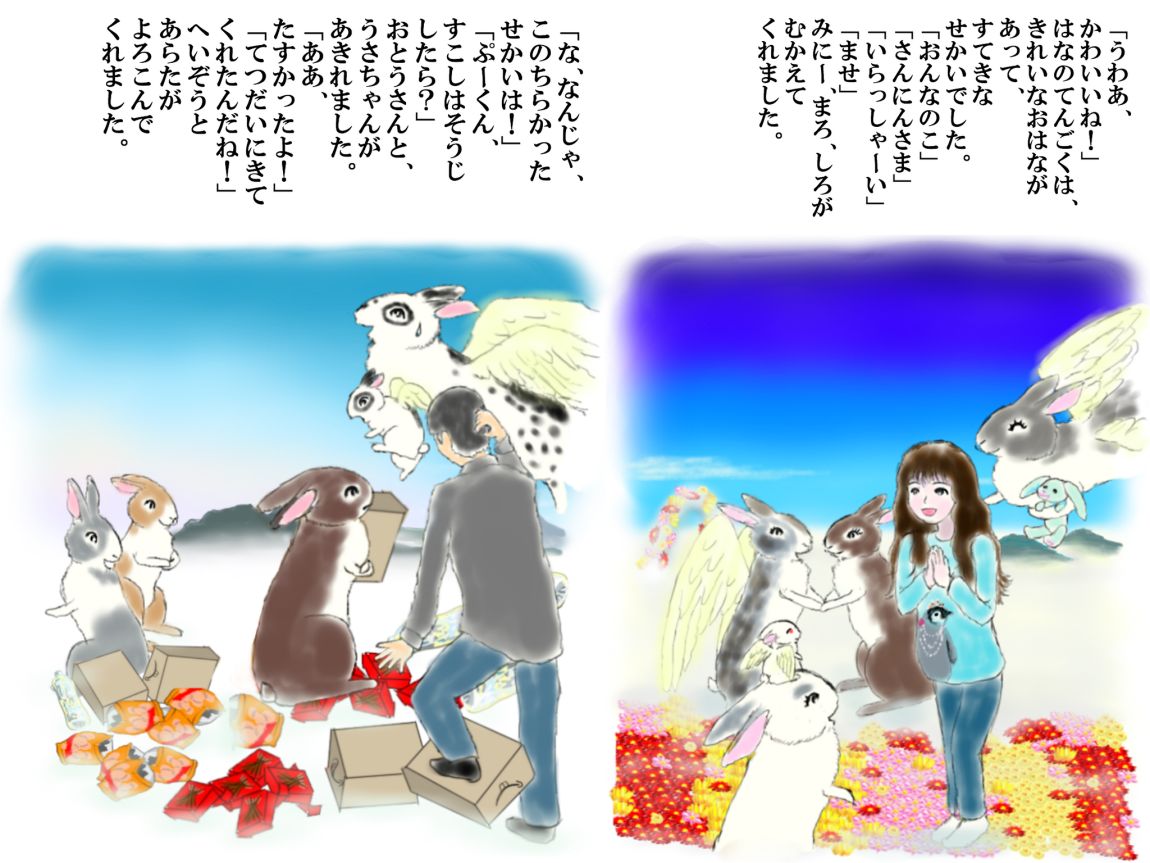 「うわあ、
かわいいね！」
はなのてんごくは、
きれいなおはなが
あって、
すてきな
せかいでした。
「おんなのこ」
「さんにんさま」
「いらっしゃ～い」
「ませ」
みにー、まろ、しろが
むかえて
くれました。
「な、なんじゃ、
このちらかった
せかいは！」
「ぷーくん、
すこしはそうじ
したら？」
おとうさんと、
うさちゃんが
あきれました。
「ああ、
たすかったよ！」
「てつだいにきて
くれたんだね！」
へいぞうと
あらたが
よろこんで
くれました。